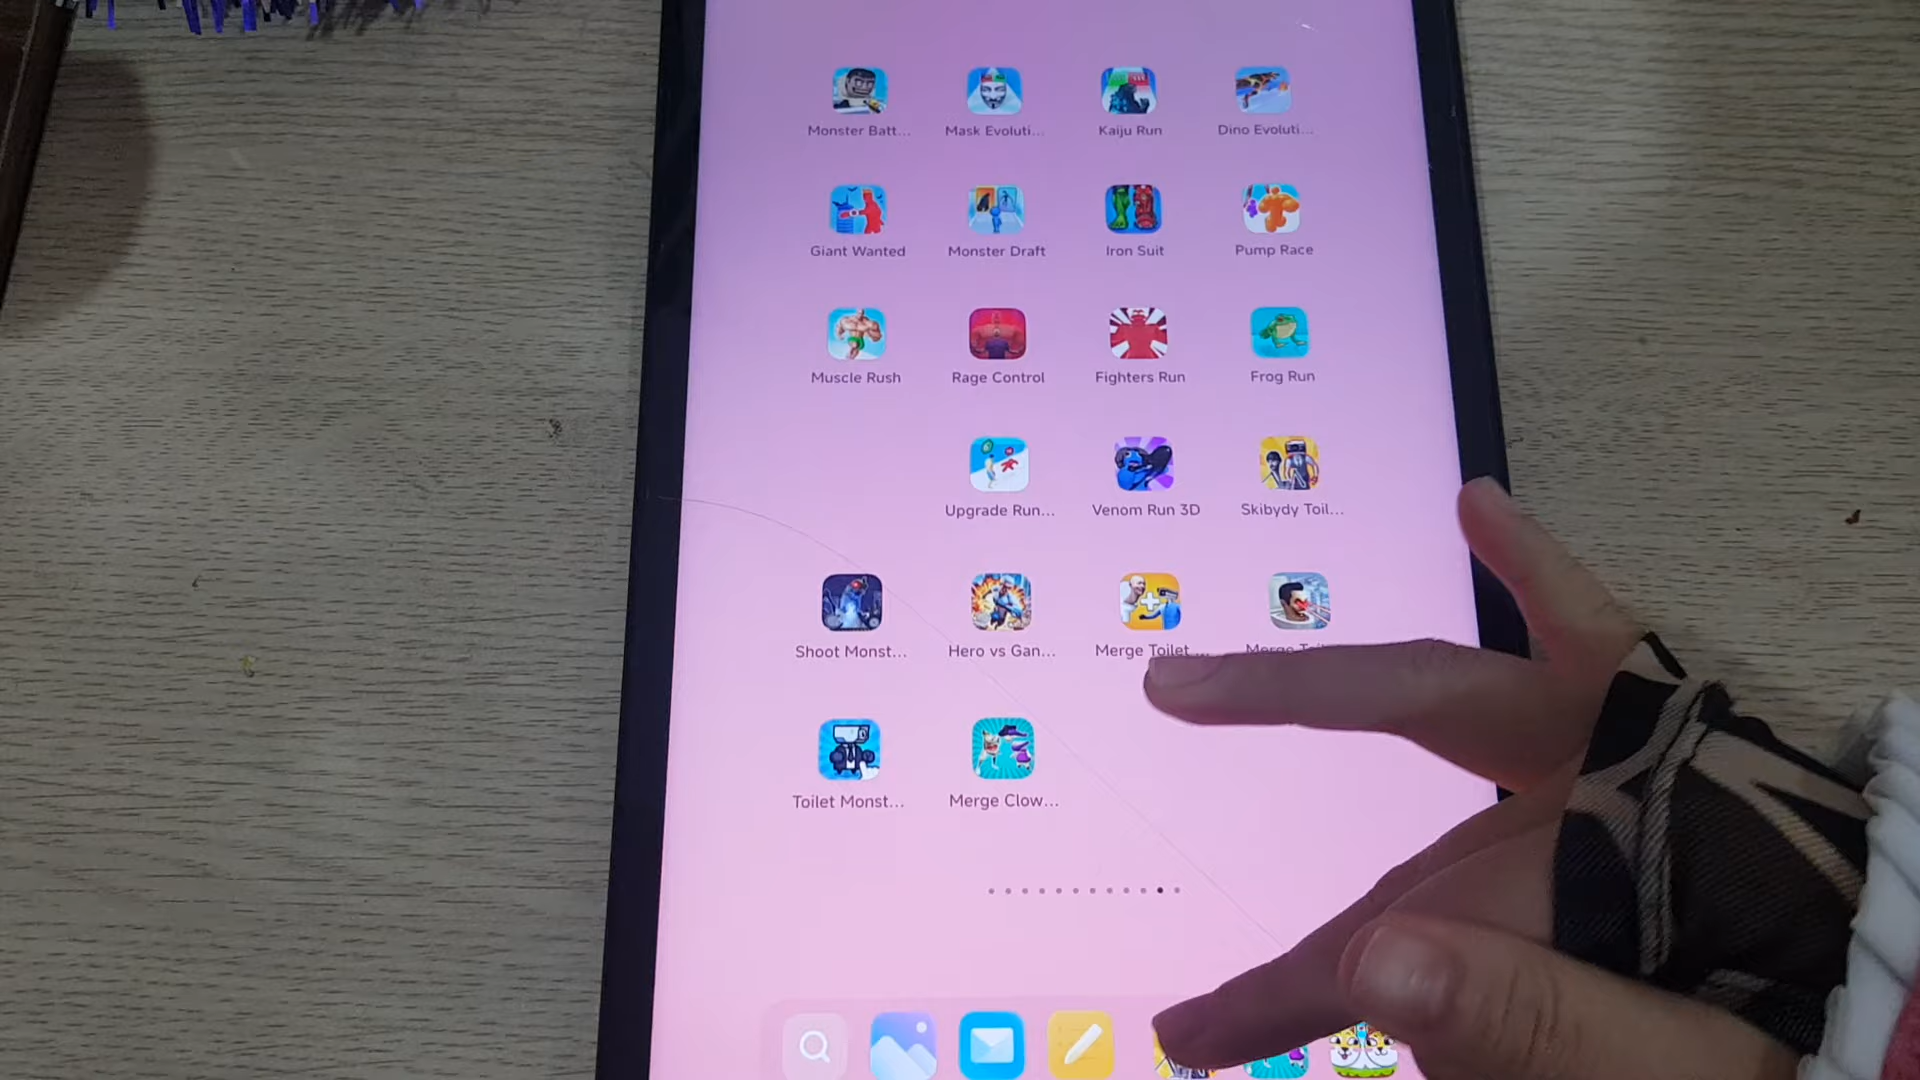 Monster Batt...
Mask Evoluti...
Kaiju Run
Dino Evoluti...
Giant Wanted
Monster Draft
Iron Suit
Pump Race
Muscle Rush
Rage Control
Fighters Run
Frog Run
Upgrade Run...
Venom Run 3D
Skibydy Toil...
Shoot Monst...
Hero vs Gan...
Merge Toilet ...
Merge
Toilet Monst...
Merge Clow...